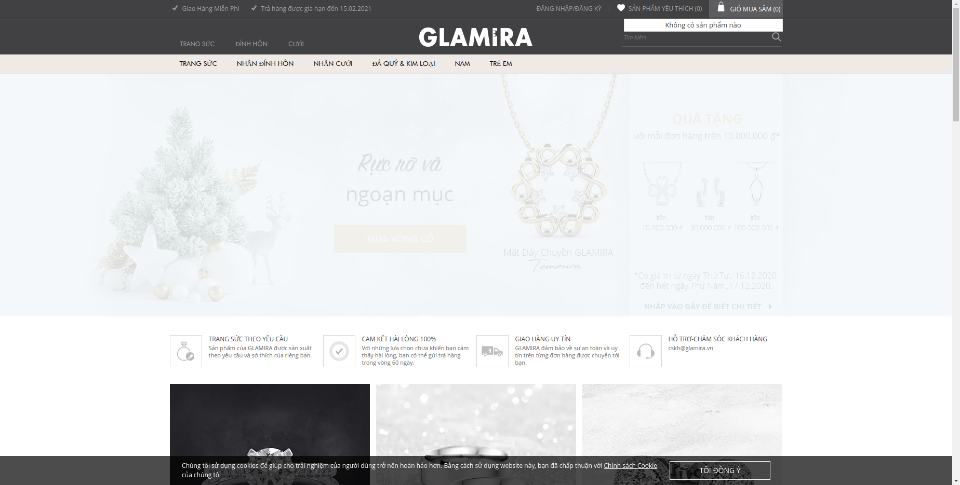 Giao Hàng Miễn Phí
Trả hàng được gia hạn đến 15.02.2021
ĐĂNG NHẬP/ĐĂNG KÝ
SẢN PHẨM YÊU THÍCH (0)
GIỎ MUA SẮM (0)
Không có sản phẩm nào
TRANG SỨC
ĐÍNH HÔN
CƯỚI
GLAMIRA
Tìm kiếm
TRANG SỨC
NHẪN ĐÍNH HÔN
NHẪN CƯỚI
ĐÁ QUÝ & KIM LOẠI
NAM
TRẺ EM
Rực rỡ và
ngoạn mục
Mặt Dây Chuyền GLAMIRA
QUÀ TẶNG
với mỗi đơn hàng trên 10.000.000 ₫*
*Có giá trị từ ngày Thứ Tư, 16.12.2020
đến hết ngày Thứ Năm, 17.12.2020.
NHẤP VÀO ĐÂY ĐỂ BIẾT CHI TIẾT
TRANG SỨC THEO YÊU CẦU
Sản phẩm của GLAMIRA được sản xuất
theo yêu cầu và sở thích của riêng bạn.
CAM KẾT HÀI LÒNG 100%
Với những lựa chọn chưa khiến bạn cảm
thấy hài lòng, bạn có thể gửi trả hàng
trong vòng 60 ngày.
GIAO HÀNG UY TÍN
GLAMIRA đảm bảo về sự an toàn và uy
tín trên từng đơn hàng được chuyển tới
bạn.
HỖ TRỢ CHĂM SÓC KHÁCH HÀNG
cskh@glamira.vn
Chúng tôi sử dụng cookies để giúp cho trải nghiệm của người dùng trở nên hoàn hảo hơn. Bằng cách sử dụng website này, bạn đã chấp thuận với Chính sách Cookie
của chúng tôi.
TÔI ĐỒNG Ý